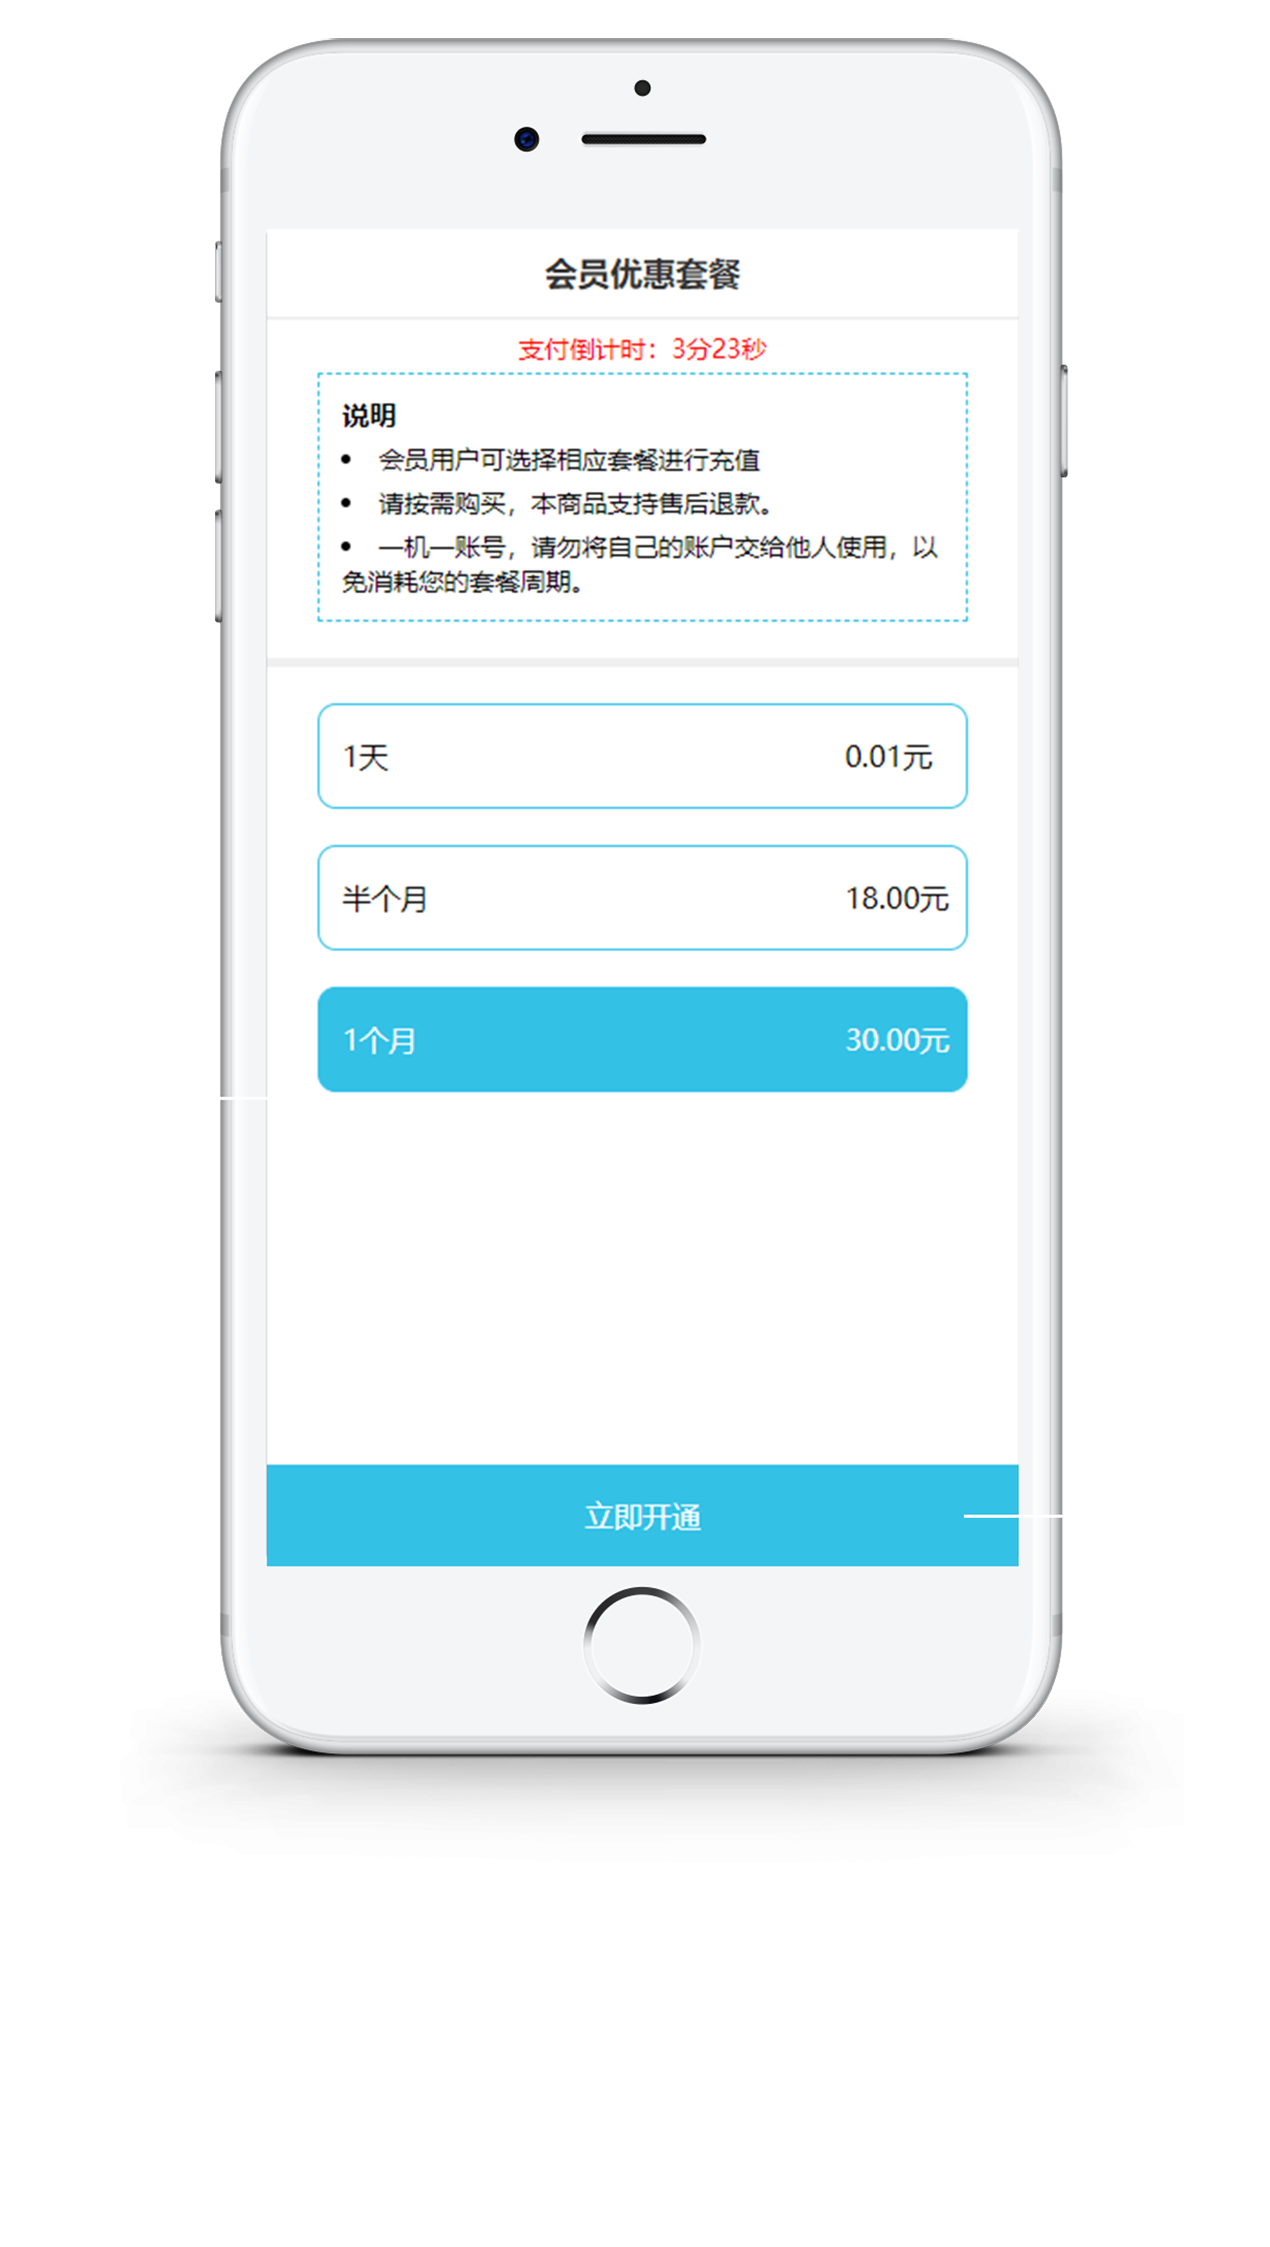 会员优惠套餐
支付倒计时：3分23秒
说明
• 会员用户可选择相应套餐进行充值
• 请按需购买，本商品支持售后退款。
• 一机一账号，请勿将自己的账户交给他人使用，以
免消耗您的套餐周期。
1天 0.01元
半个月 18.00元
1个月 30.00元
立即开通